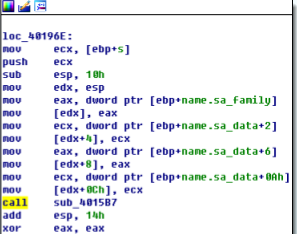 loc_40196E:
mov ecx, [ebp+s]
push ecx
sub esp, 10h
mov edx, esp
mov eax, dword ptr [ebp+name.sa_family]
mov [edx], eax
mov ecx, dword ptr [ebp+name.sa_data+2]
mov [edx+4], ecx
mov eax, dword ptr [ebp+name.sa_data+6]
mov [edx+8], eax
mov ecx, dword ptr [ebp+name.sa_data+0Ah]
mov [edx+0Ch], ecx
call sub_4015B7
add esp, 14h
xor eax, eax